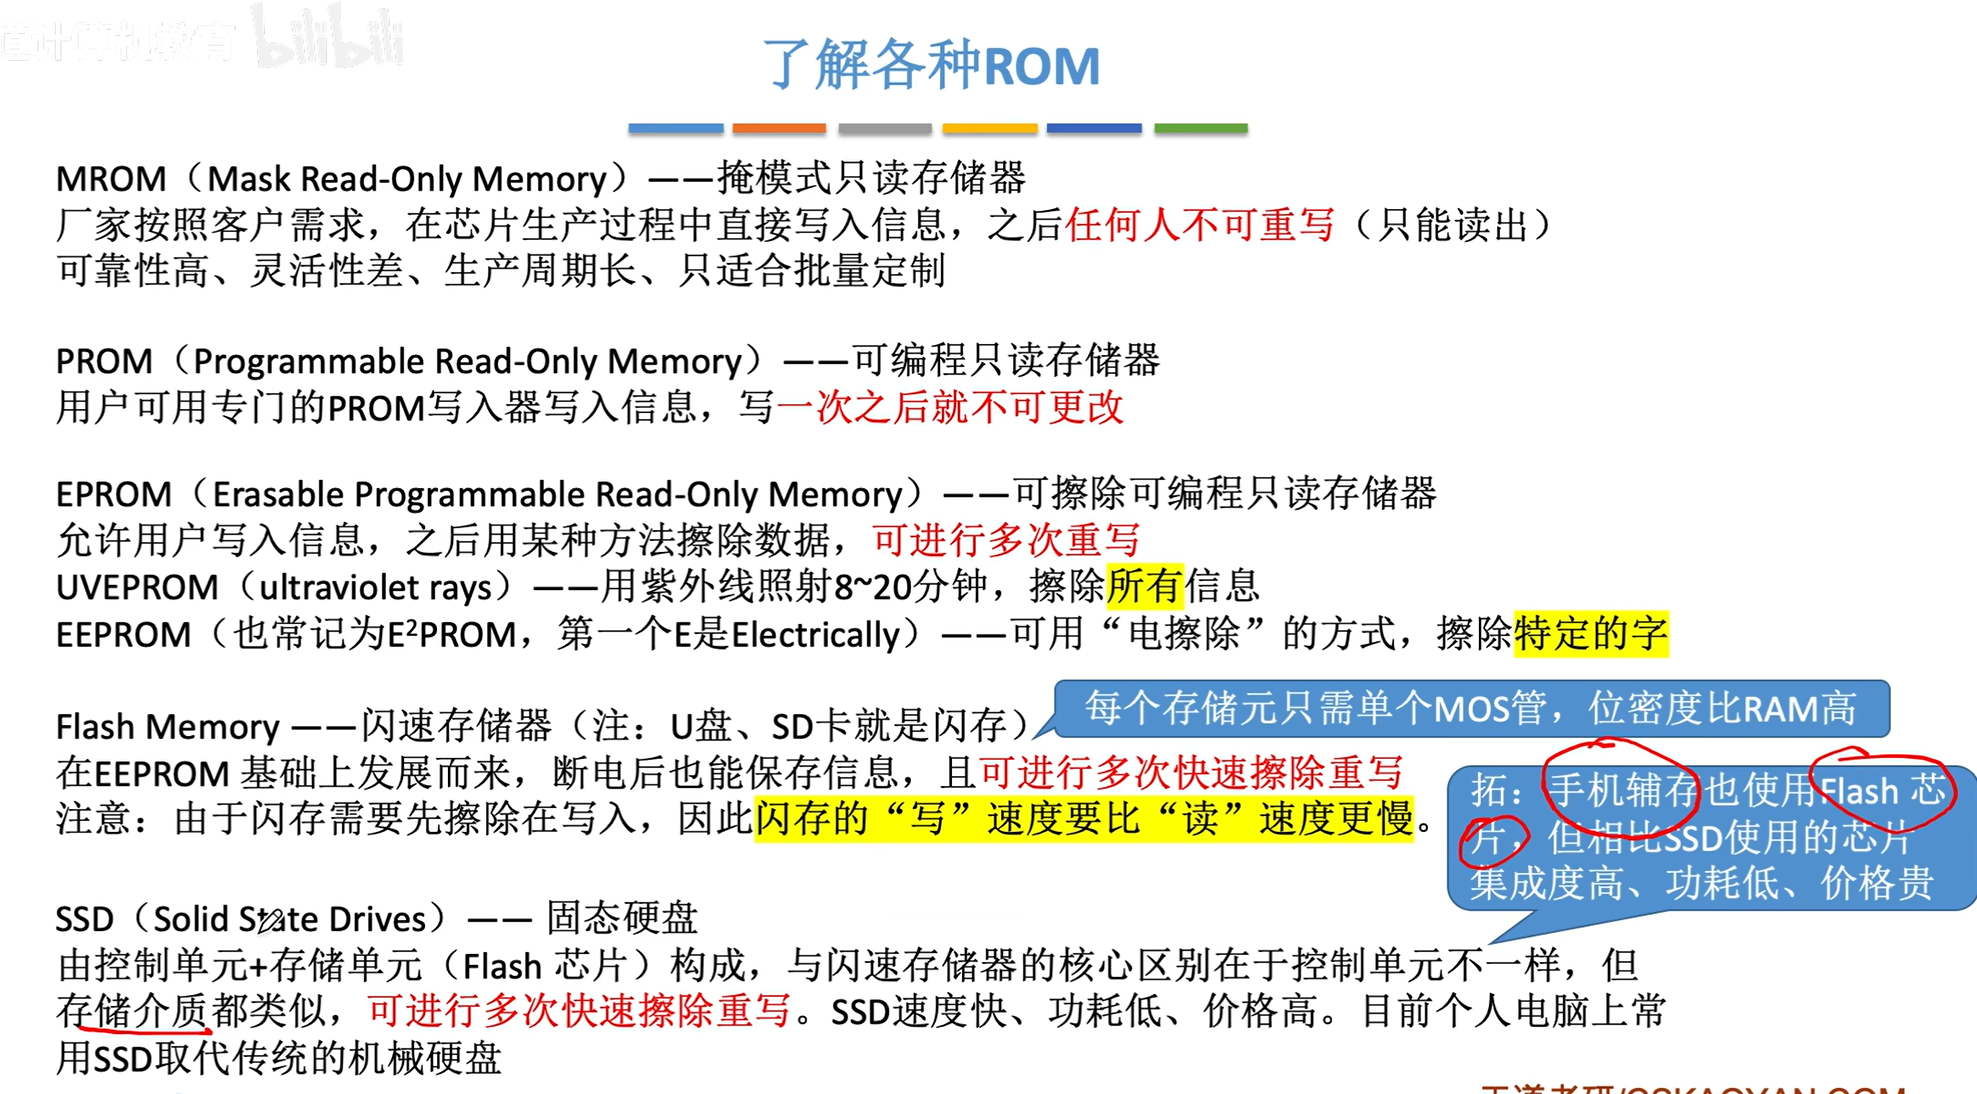 道计算机教育 bilibili
了解各种ROM
MROM（Mask Read-Only Memory）——掩模式只读存储器
厂家按照客户需求，在芯片生产过程中直接写入信息，之后任何人不可重写（只能读出）
可靠性高、灵活性差、生产周期长、只适合批量定制
PROM（Programmable Read-Only Memory）——可编程只读存储器
用户可用专门的PROM写入器写入信息，写一次之后就不可更改
EPROM（Erasable Programmable Read-Only Memory）——可擦除可编程只读存储器
允许用户写入信息，之后用某种方法擦除数据，可进行多次重写
UVEPROM（ultraviolet rays）——用紫外线照射8~20分钟，擦除所有信息
EEPROM（也常记为E²PROM，第一个E是Electrically）——可用“电擦除”的方式，擦除特定的字
每个存储元只需单个MOS管，位密度比RAM高
Flash Memory ——闪速存储器（注：U盘、SD卡就是闪存）
在EEPROM 基础上发展而来，断电后也能保存信息，且可进行多次快速擦除重写
注意：由于闪存需要先擦除在写入，因此闪存的“写”速度要比“读”速度更慢。
拓：手机辅存也使用Flash 芯
片，但相比SSD使用的芯片
集成度高、功耗低、价格贵
SSD（Solid State Drives）—— 固态硬盘
由控制单元+存储单元（Flash 芯片）构成，与闪速存储器的核心区别在于控制单元不一样，但
存储介质都类似，可进行多次快速擦除重写。SSD速度快、功耗低、价格高。目前个人电脑上常
用SSD取代传统的机械硬盘
王道考研/CSKAOYAN.COM